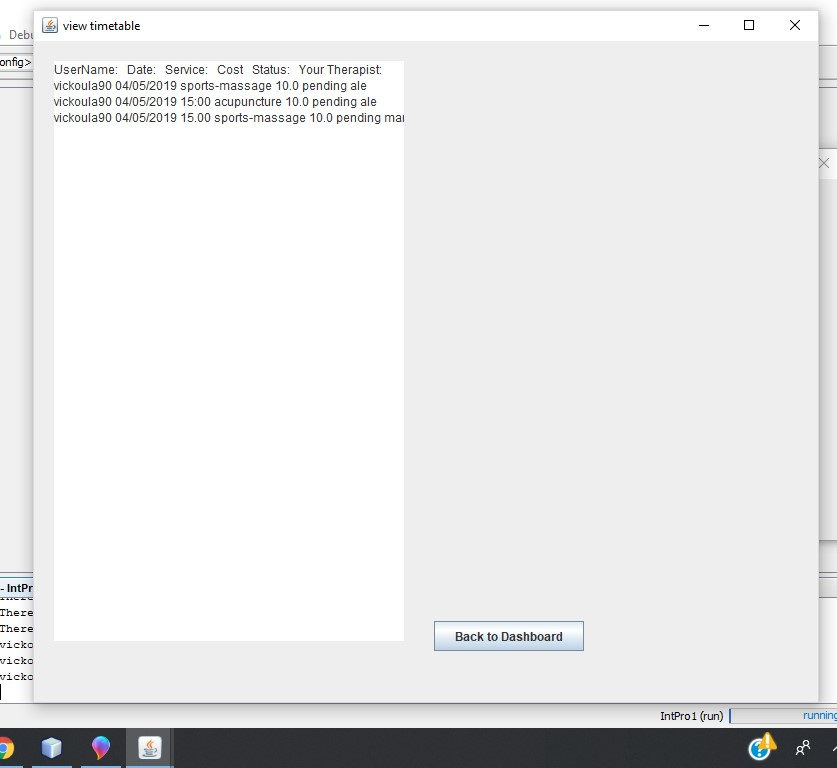 view timetable
Debu
onfig>
UserName: Date: Service: Cost Status: Your Therapist:
vickoula90 04/05/2019 sports-massage 10.0 pending ale
vickoula90 04/05/2019 15:00 acupuncture 10.0 pending ale
vickoula90 04/05/2019 15.00 sports-massage 10.0 pending mar
- IntPr
There
There
vicko
vicko
vicko
Back to Dashboard
IntPro1 (run)
running